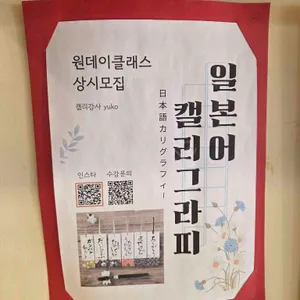 원데이클래스
상시모집
캘리강사 yuko
일본어
캘리그라피
日本語カリグラフィー
인스타 수강문의